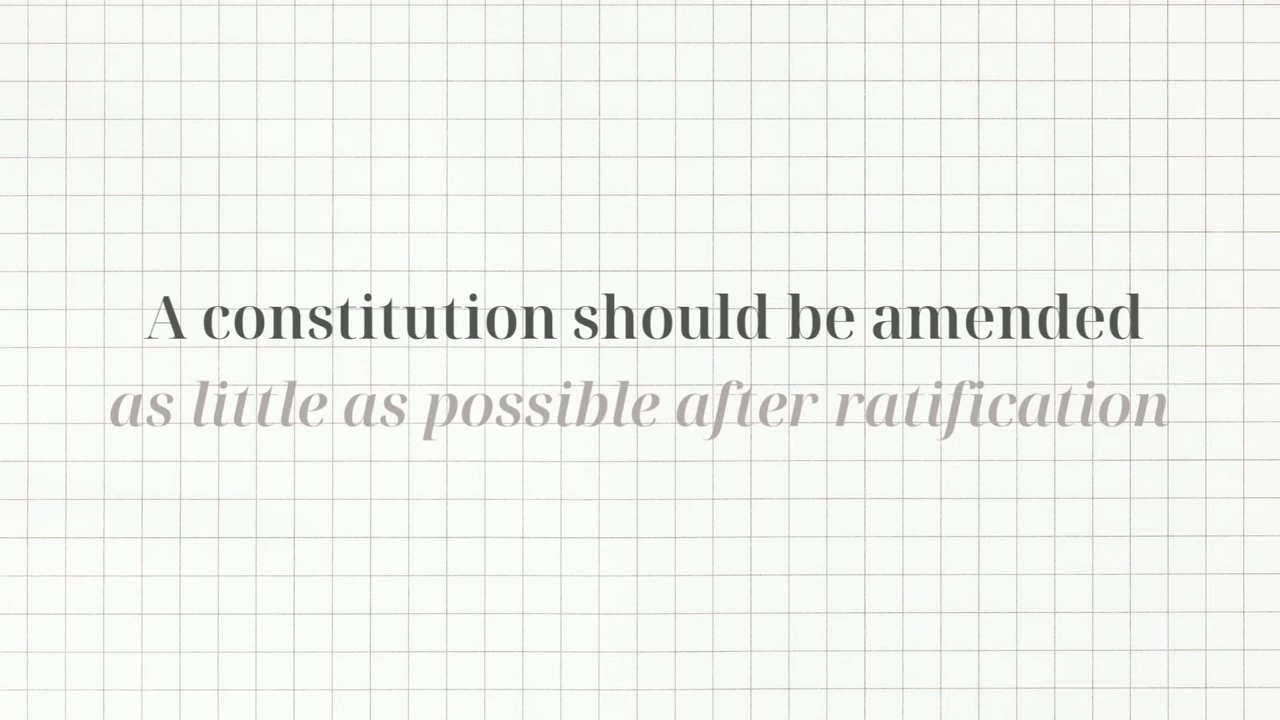 A constitution should be amended
as little as possible after ratification